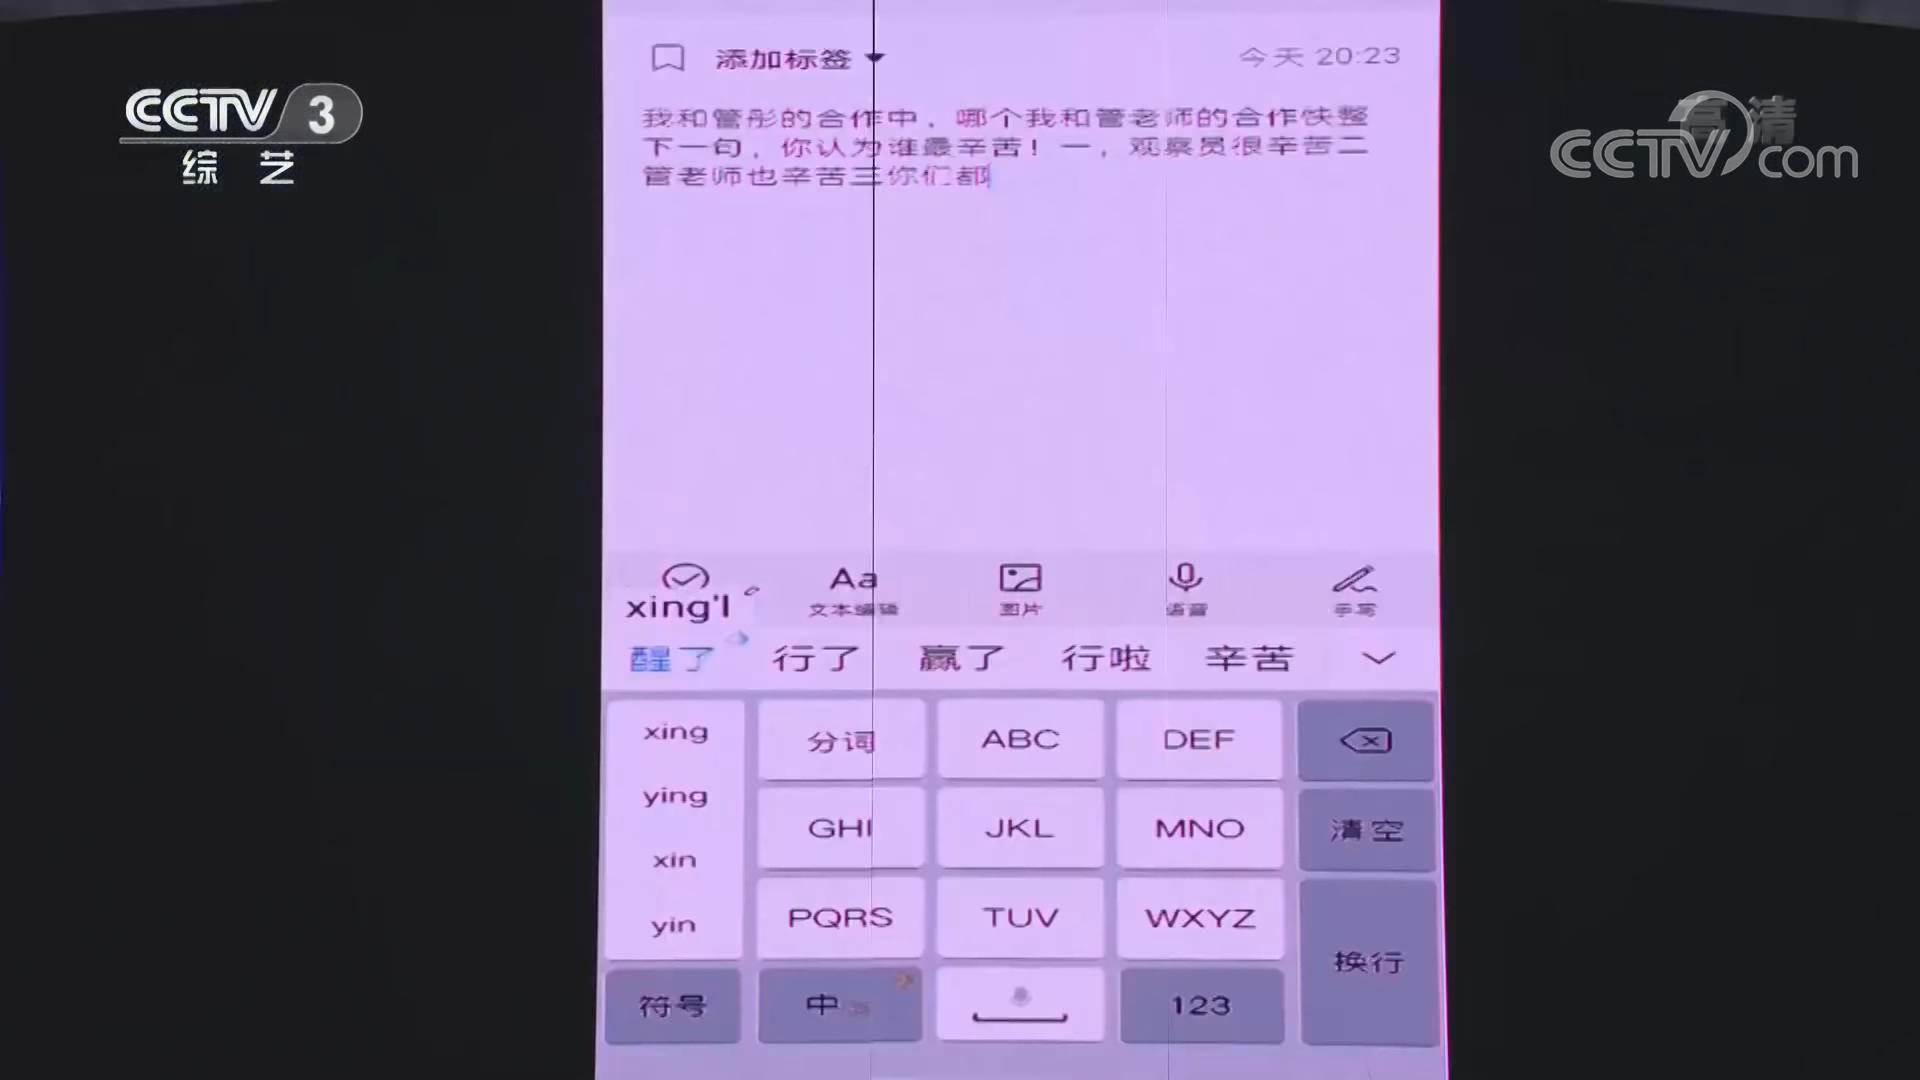 CCTV 3
综艺
高清
CCTV com
添加标签
今天 20:23
我和管彤的合作中，哪个我和管老师的合作快整
下一句，你认为谁最辛苦！一，观察员很辛苦二
管老师也辛苦三你们都
Aa
文本编辑
图片
语音
手写
xing'l
醒了 行了 赢了 行啦 辛苦
xing
ying
xin
yin
分词 ABC DEF
GHI JKL MNO 清空
PQRS TUV WXYZ
换行
符号 中 123